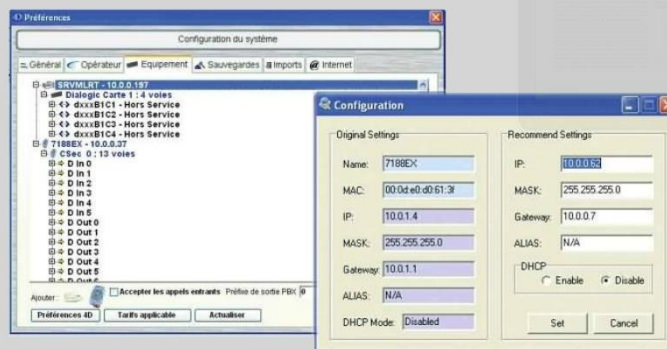 Préférences
Configuration du système
Général Opérateur Equipement Sauvegardes Imports Internet
SRVMLRT - 10.0.0.197
Dialogic Carte 1 : 4 voies
dxxxB1C1 - Hors Service
dxxxB1C2 - Hors Service
dxxxB1C3 - Hors Service
dxxxB1C4 - Hors Service
7188EX - 10.0.0.37
CSec 0 : 13 voies
D In 0
D In 1
D In 2
D In 3
D In 4
D In 5
D Out 0
D Out 1
D Out 2
D Out 3
D Out 4
D Out 5
D Out 6
Ajouter :
Accepter les appels entrants Préfixe de sortie PBX 0
Préférences 4D Tarifs applicable Actualiser
Configuration
Original Settings
Name: 7188EX
MAC: 00:0d:e0:d0:61:3f
IP: 10.0.1.4
MASK: 255.255.255.0
Gateway: 10.0.1.1
ALIAS: N/A
DHCP Mode: Disabled
Recommend Settings
IP: 10.0.0.62
MASK: 255.255.255.0
Gateway: 10.0.0.7
ALIAS: N/A
DHCP
Enable Disable
Set Cancel